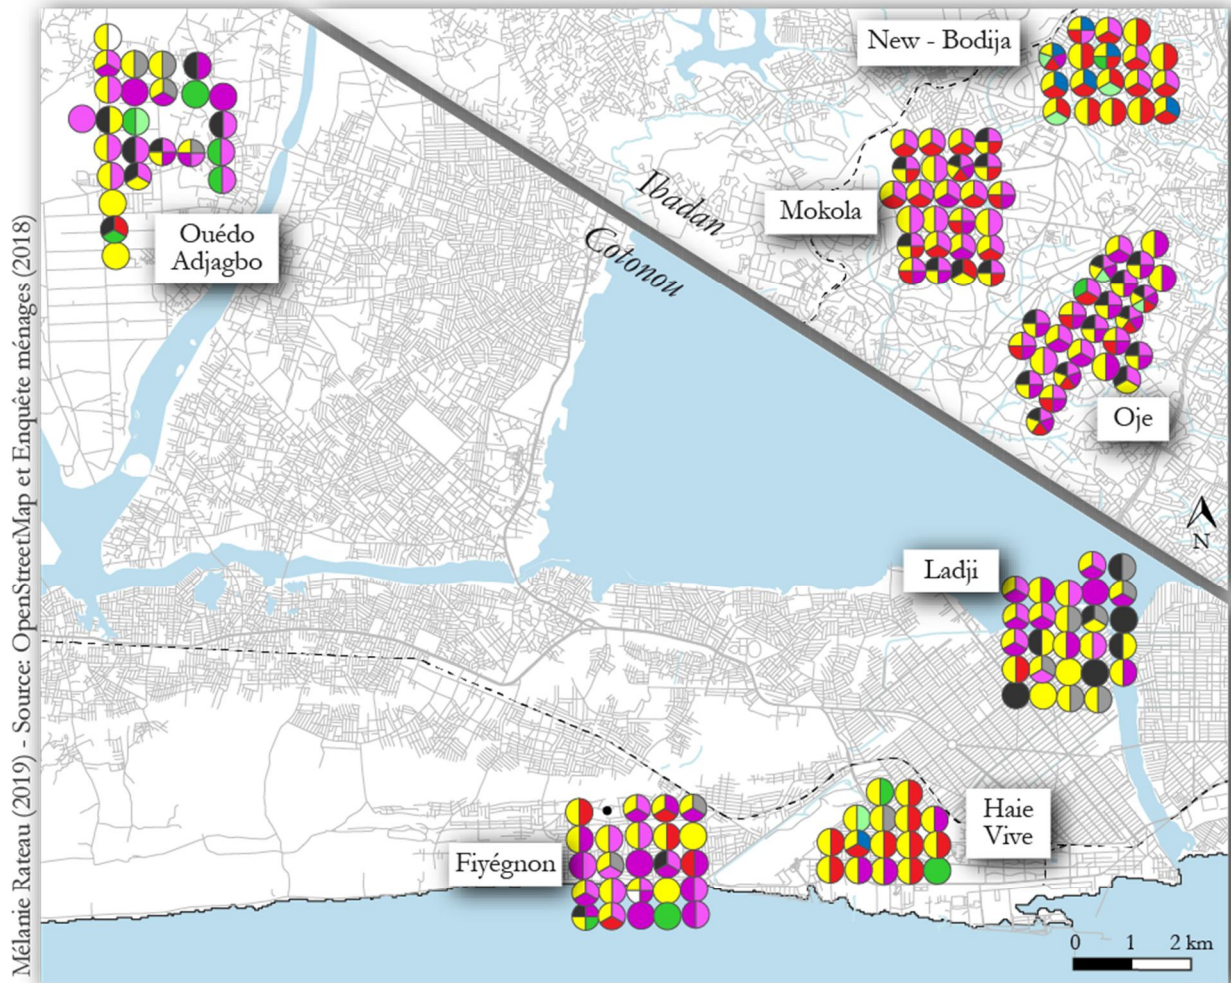 New - Bodija
Mokola
Ibadan
Cotonou
Ouédo
Adjagbo
Oje
N
Ladji
Haie
Vive
Fiyégnon
0 1 2 km
Mélanie Rateau (2019) - Source: OpenStreetMap et Enquête ménages (2018)